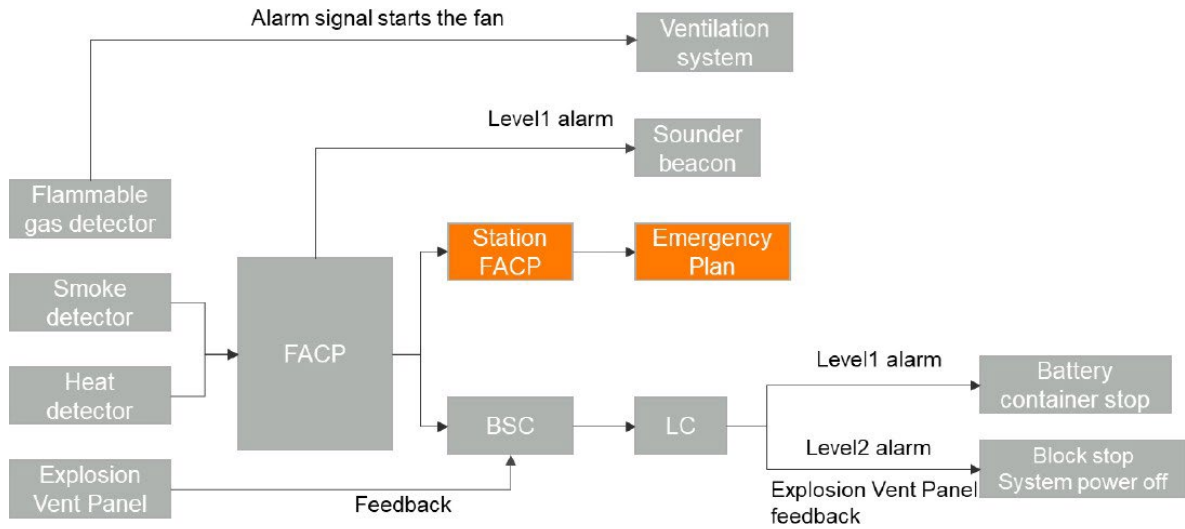 Alarm signal starts the fan
Ventilation
system
Level1 alarm
Sounder
beacon
Flammable
gas detector
Station
FACP
Emergency
Plan
Smoke
detector
FACP
Heat
detector
Level1 alarm
Battery
container stop
BSC
LC
Level2 alarm
Block stop
System power off
Explosion
Vent Panel
Feedback
Explosion Vent Panel
feedback